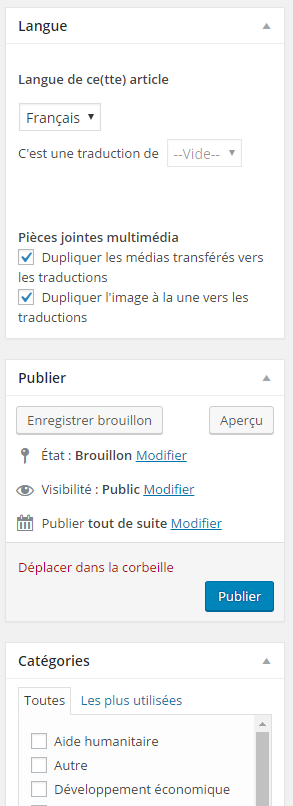 Langue
Langue de ce(tte) article
Français
C'est une traduction de --Vide--
Pièces jointes multimédia
Dupliquer les médias transférés vers
les traductions
Dupliquer l'image à la une vers les
traductions
Publier
Enregistrer brouillon Aperçu
État : Brouillon Modifier
Visibilité : Public Modifier
Publier tout de suite Modifier
Déplacer dans la corbeille
Publier
Catégories
Toutes Les plus utilisées
Aide humanitaire
Autre
Développement économique